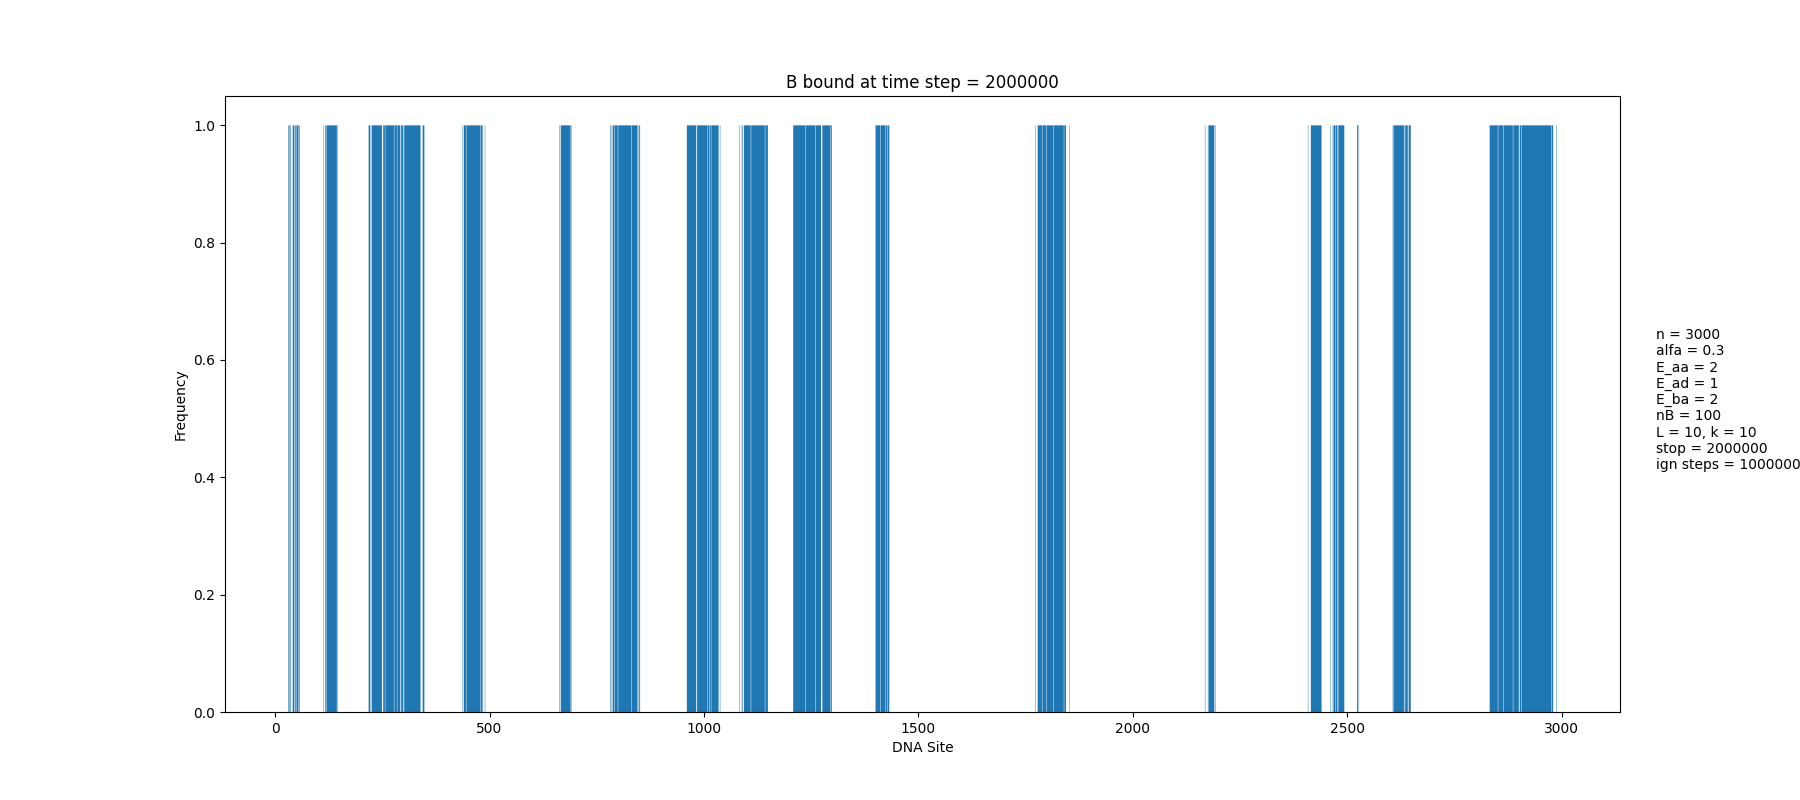 B bound at time step = 2000000
1.0
0.8
0.6
0.4
0.2
0.0
Frequency
0
500
1000
1500
2000
2500
3000
DNA Site
n = 3000
alfa = 0.3
E_aa = 2
E_ad = 1
E_ba = 2
nB = 100
L = 10, k = 10
stop = 2000000
ign steps = 1000000